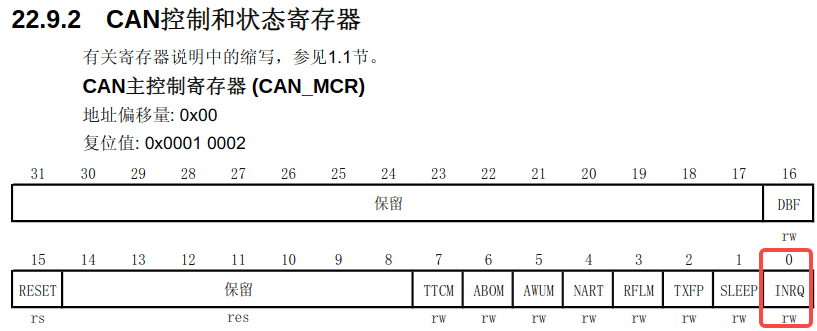 22.9.2 CAN控制和状态寄存器
有关寄存器说明中的缩写，参见1.1节。
CAN主控制寄存器 (CAN_MCR)
地址偏移量: 0x00
复位值: 0x0001 0002
31 30 29 28 27 26 25 24 23 22 21 20 19 18 17 16
保留 DBF
rw
15 14 13 12 11 10 9 8 7 6 5 4 3 2 1 0
RESET 保留 TTCM ABOM AWUM NART RFLM TXFP SLEEP INRQ
rs res rw rw rw rw rw rw rw rw